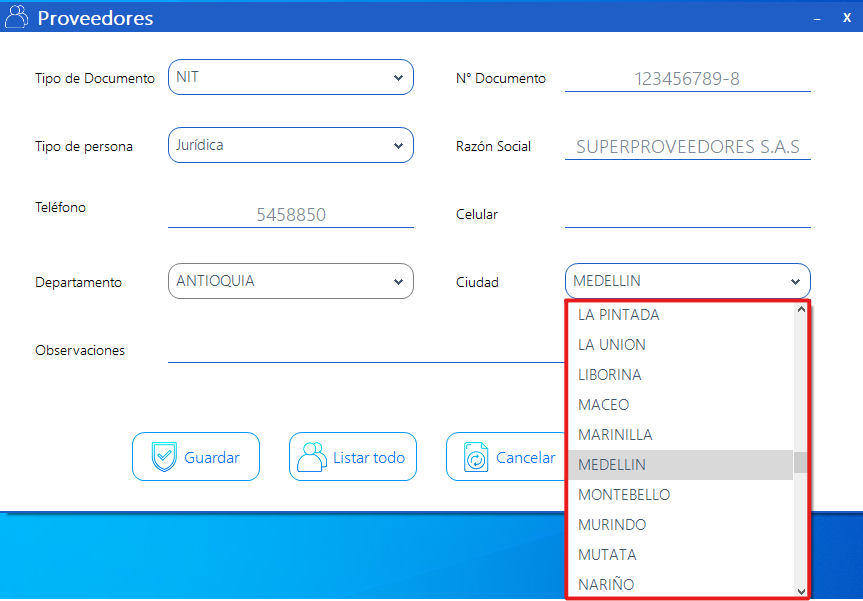 Proveedores
Tipo de Documento NIT N° Documento 123456789-8
Tipo de persona Jurídica Razón Social SUPERPROVEEDORES S.A.S
Teléfono 5458850 Celular
Departamento ANTIOQUIA Ciudad MEDELLIN
LA PINTADA
LA UNION
Observaciones
LIBORINA
MACEO
MARINILLA
Guardar Listar todo Cancelar
MEDELLIN
MONTEBELLO
MURINDO
MUTATA
NARIÑO